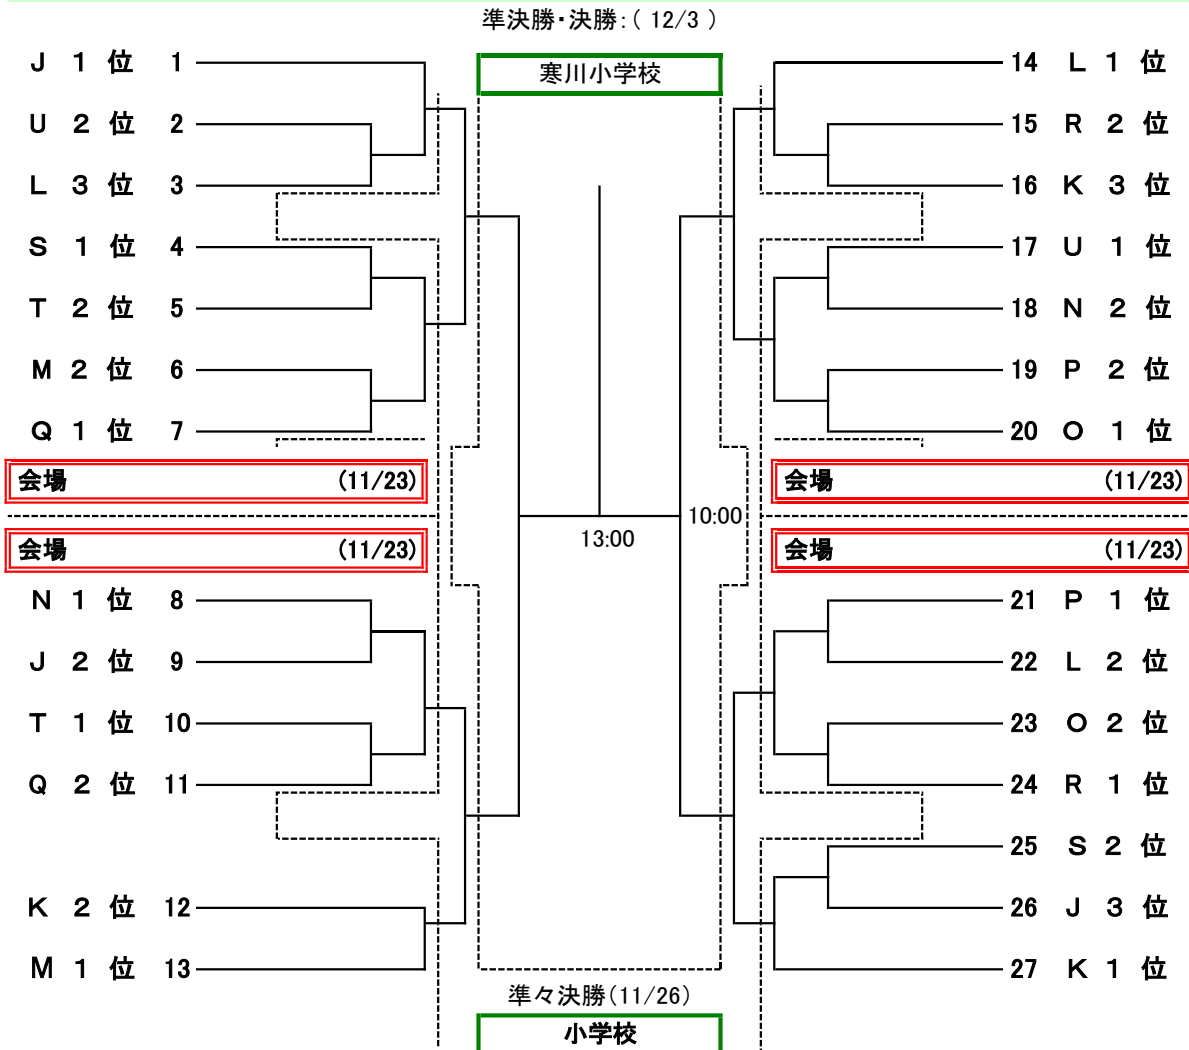 準決勝・決勝:( 12/3 )
寒川小学校
J 1 位 1
U 2 位 2
L 3 位 3
S 1 位 4
T 2 位 5
M 2 位 6
Q 1 位 7
会場 (11/23)
会場 (11/23)
N 1 位 8
J 2 位 9
T 1 位 10
Q 2 位 11
K 2 位 12
M 1 位 13
13:00
10:00
14 L 1 位
15 R 2 位
16 K 3 位
17 U 1 位
18 N 2 位
19 P 2 位
20 O 1 位
会場 (11/23)
会場 (11/23)
21 P 1 位
22 L 2 位
23 O 2 位
24 R 1 位
25 S 2 位
26 J 3 位
27 K 1 位
準々決勝(11/26)
小学校